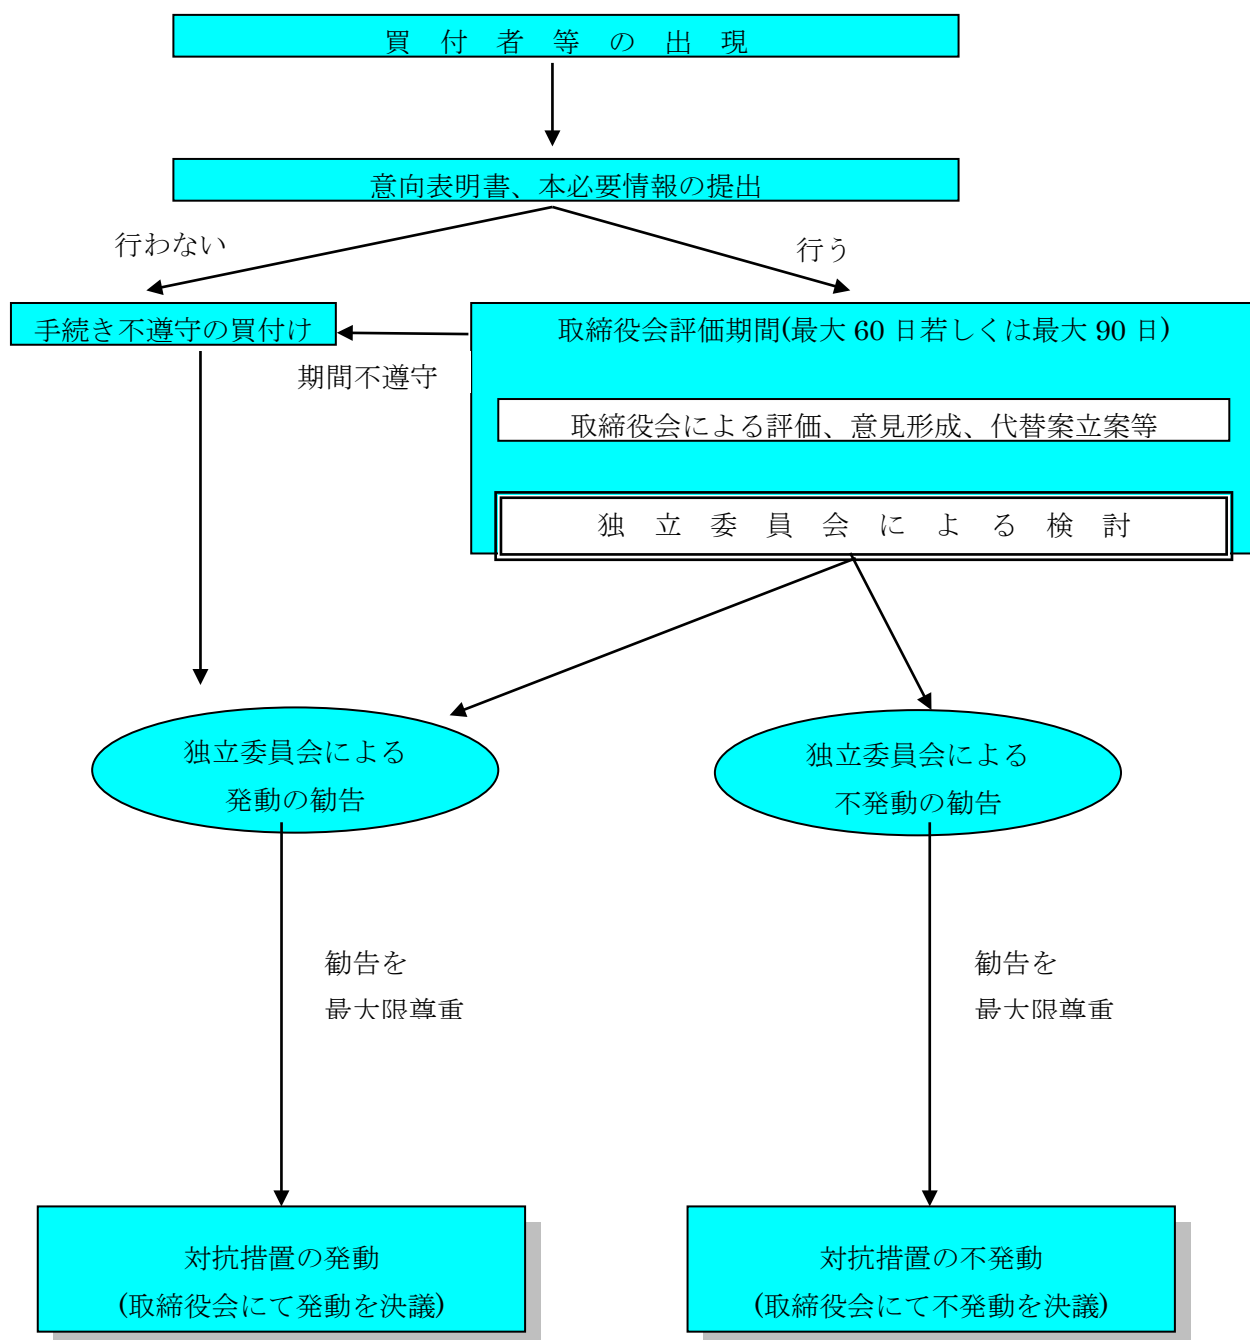 買付者等の出現
意向表明書、本必要情報の提出
行わない
行う
手続き不遵守の買付け
取締役会評価期間(最大 60 日若しくは最大 90 日)
期間不遵守
取締役会による評価、意見形成、代替案立案等
独立委員会による検討
独立委員会による
発動の勧告
独立委員会による
不発動の勧告
勧告を
最大限尊重
勧告を
最大限尊重
対抗措置の発動
(取締役会にて発動を決議)
対抗措置の不発動
(取締役会にて不発動を決議)